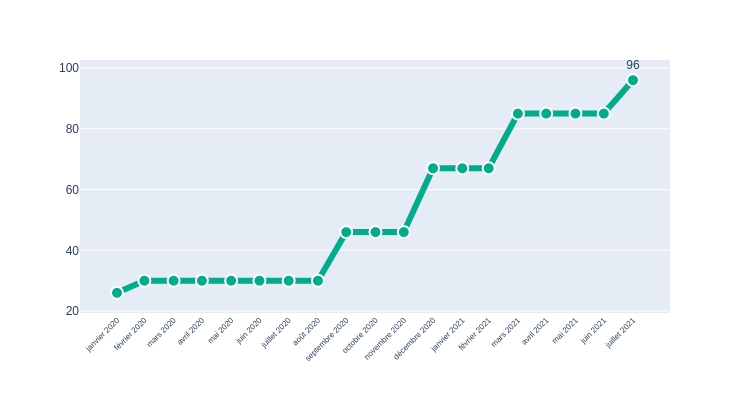 96
100
80
60
40
20
janvier 2020
février 2020
mars 2020
avril 2020
mai 2020
juin 2020
juillet 2020
août 2020
septembre 2020
octobre 2020
novembre 2020
décembre 2020
janvier 2021
février 2021
mars 2021
avril 2021
mai 2021
juin 2021
juillet 2021